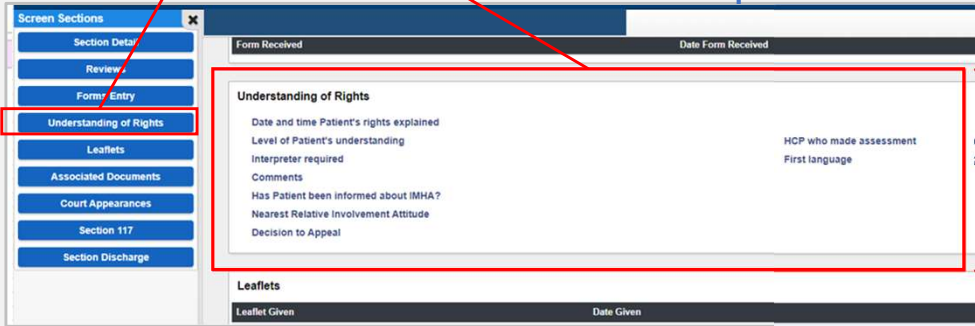 Screen Sections
Section Detail
Reviews
Forms Entry
Understanding of Rights
Leaflets
Associated Documents
Court Appearances
Section 117
Section Discharge
Form Received Date Form Received
Understanding of Rights
Date and time Patient's rights explained
Level of Patient's understanding HCP who made assessment
Interpreter required First language
Comments
Has Patient been informed about IMHA?
Nearest Relative Involvement Attitude
Decision to Appeal
Leaflets
Leaflet Given Date Given